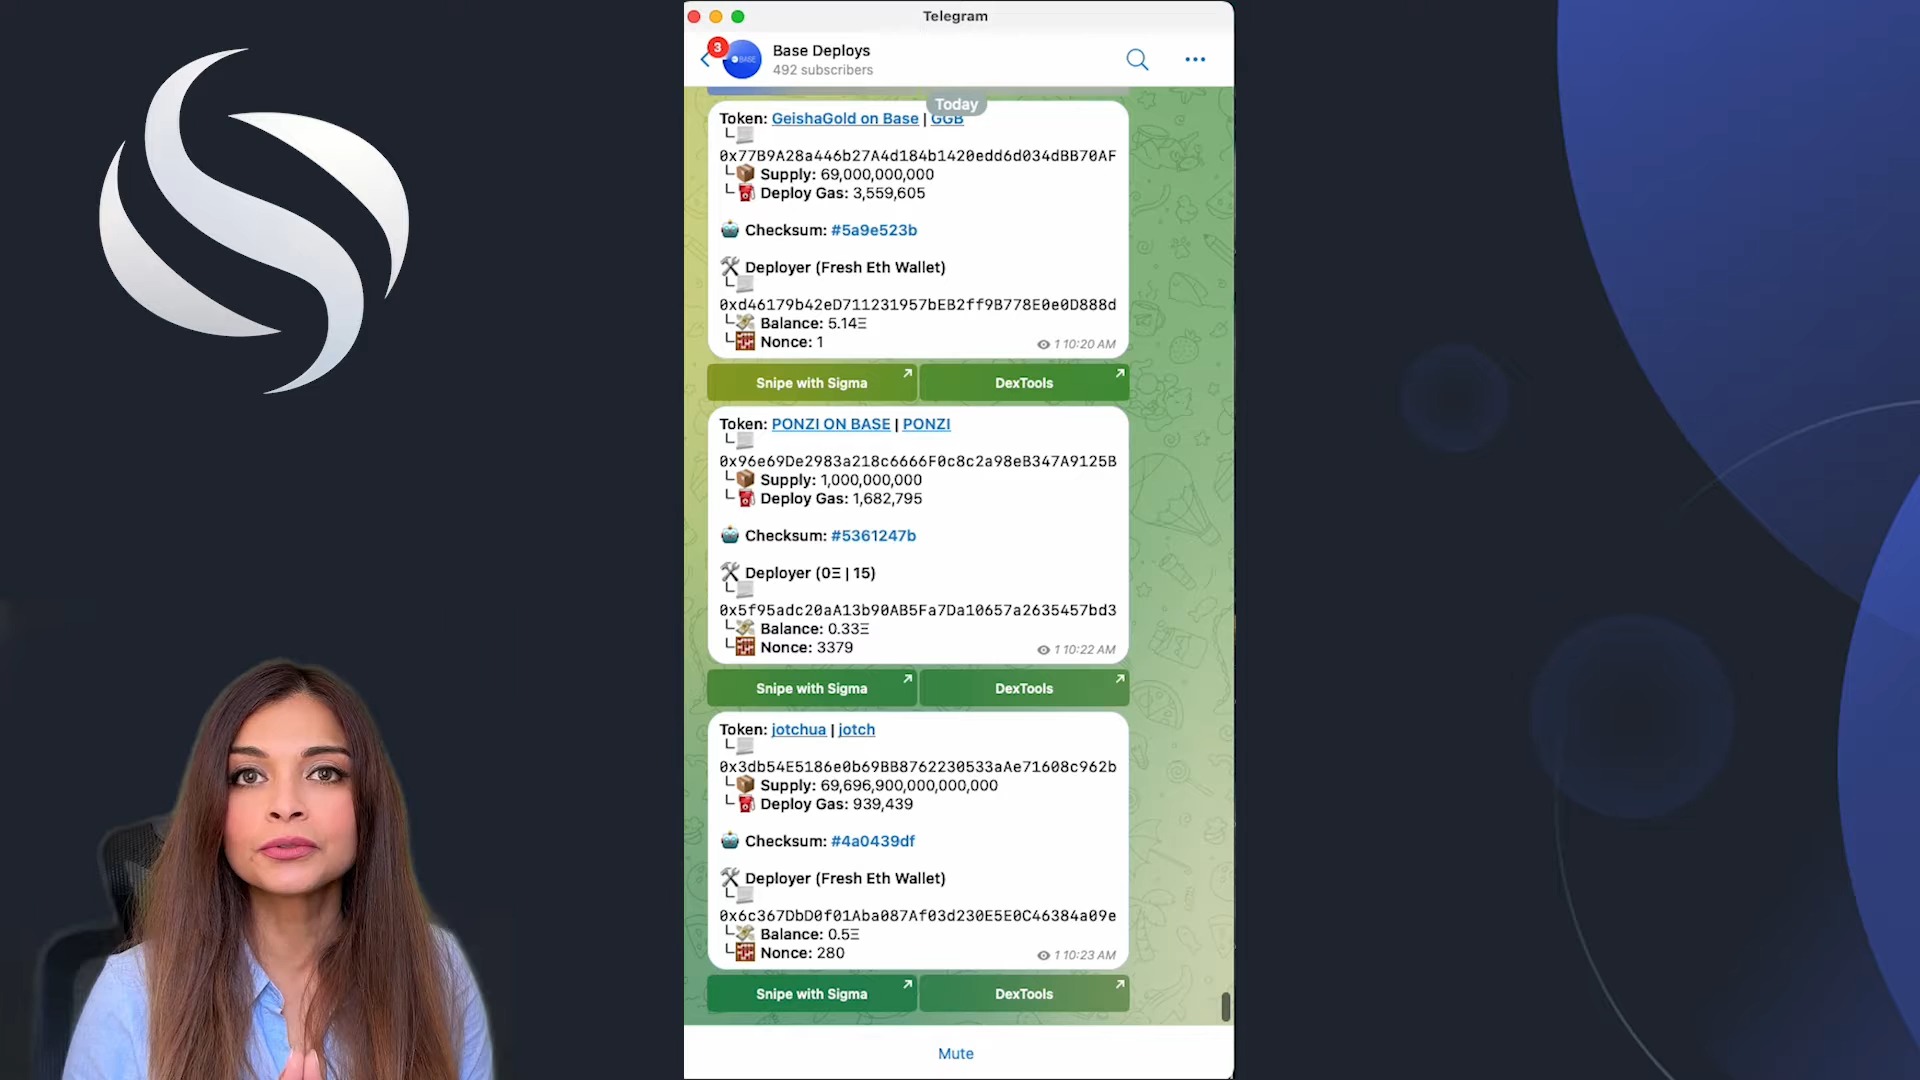 Telegram
3
BASE
Base Deploys
492 subscribers
Today
Token: GeishaGold on Base | GGB
0x77B9A28a446b27A4d184b1420edd6d034dBB70AF
Supply: 69,000,000,000
Deploy Gas: 3,559,605
Checksum: #5a9e523b
Deployer (Fresh Eth Wallet)
0xd46179b42eD711231957bEB2ff9B778E0e0D888d
Balance: 5.14Ξ
Nonce: 1
1 10:20 AM
Snipe with Sigma
DexTools
Token: PONZI ON BASE | PONZI
0x96e69De2983a218c6666F0c8c2a98eB347A9125B
Supply: 1,000,000,000
Deploy Gas: 1,682,795
Checksum: #5361247b
Deployer (0Ξ | 15)
0x5f95adc20aA13b90AB5Fa7Da10657a2635457bd3
Balance: 0.33Ξ
Nonce: 3379
1 10:22 AM
Snipe with Sigma
DexTools
Token: jotchua | jotch
0x3db54E5186e0b69BB8762230533aAe71608c962b
Supply: 69,696,900,000,000,000
Deploy Gas: 939,439
Checksum: #4a0439df
Deployer (Fresh Eth Wallet)
0x6c367DbD0f01Aba087Af03d230E5E0C46384a09e
Balance: 0.5Ξ
Nonce: 280
1 10:23 AM
Snipe with Sigma
DexTools
Mute